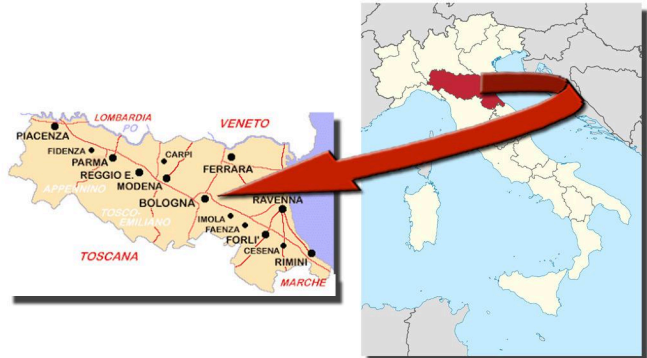 LOMBARDIA
PO
VENETO
PIACENZA
FIDENZA
CARPI
PARMA
REGGIO E.
FERRARA
MODENA
APPENNINO
BOLOGNA
RAVENNA
TOSCO-
EMILIANO
IMOLA
FAENZA
FORLI'
CESENA
TOSCANA
RIMINI
MARCHE